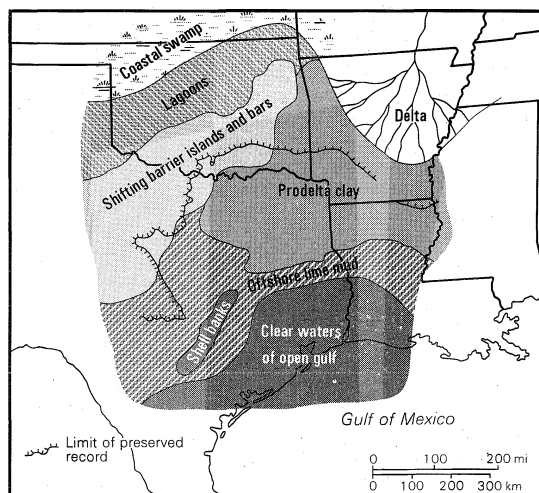 Coastal swamp
Lagoons
Delta
Shifting barrier islands and bars
Prodelta clay
Offshore lime mud
Shell banks
Clear waters
of open gulf
Gulf of Mexico
Limit of preserved
record
0 100 200 mi
0 100 200 300 km